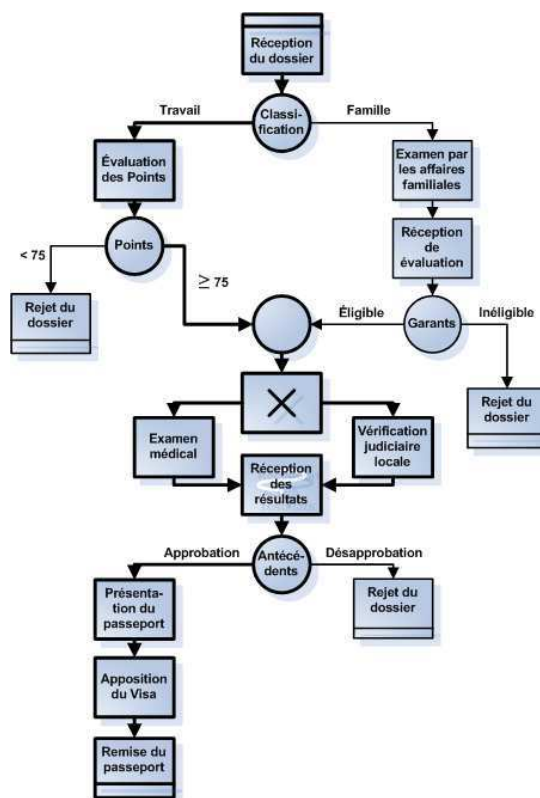 Réception
du dossier
Travail
Classi-
fication
Famille
Évaluation
des Points
Examen par
les affaires
familiales
Points
Réception
de
évaluation
< 75
≥ 75
Rejet du
dossier
Éligible
Garants
Inéligible
Rejet du
dossier
Examen
médical
Vérification
judiciaire
locale
Réception
des
résultats
Approbation
Antécé-
dents
Désapprobation
Présenta-
tion du
passeport
Rejet du
dossier
Apposition
du Visa
Remise du
passeport